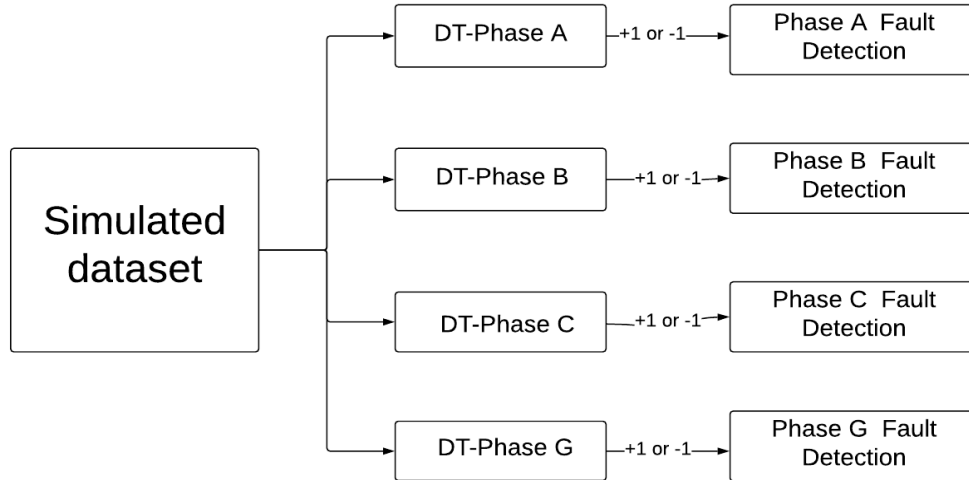 DT-Phase A
+1 or -1
Phase A Fault
Detection
Simulated
dataset
DT-Phase B
+1 or -1
Phase B Fault
Detection
DT-Phase C
+1 or -1
Phase C Fault
Detection
DT-Phase G
+1 or -1
Phase G Fault
Detection